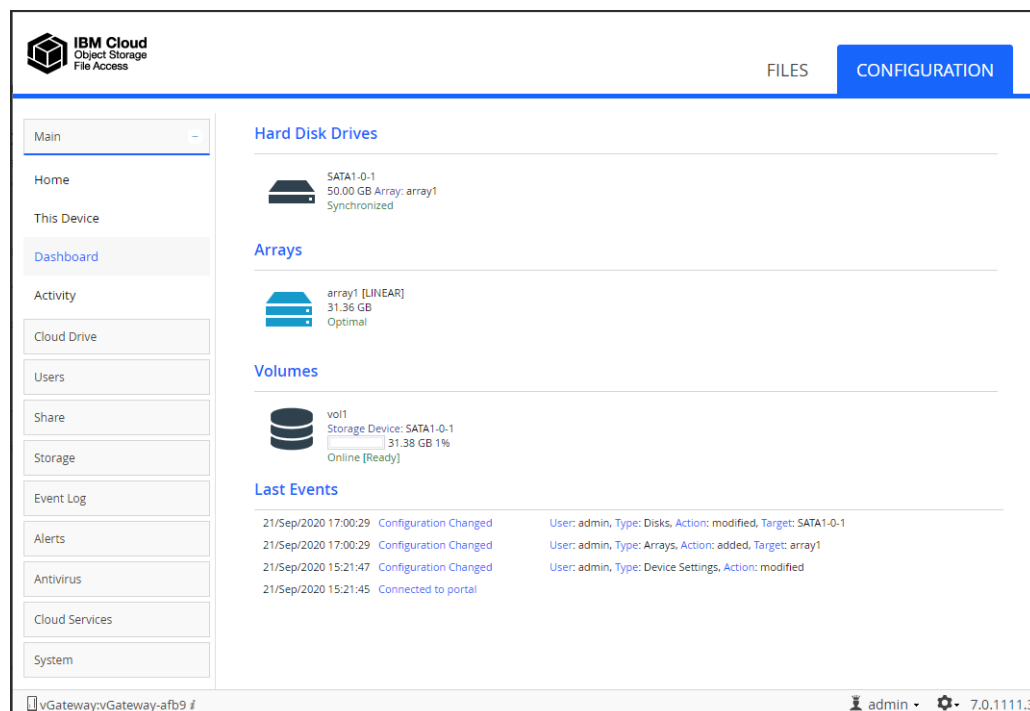 IBM Cloud
Object Storage
File Access
FILES
CONFIGURATION
Main
Home
This Device
Dashboard
Activity
Cloud Drive
Users
Share
Storage
Event Log
Alerts
Antivirus
Cloud Services
System
Hard Disk Drives
SATA1-0-1
50.00 GB Array: array1
Synchronized
Arrays
array1 [LINEAR]
31.36 GB
Optimal
Volumes
vol1
Storage Device: SATA1-0-1
31.38 GB 1%
Online [Ready]
Last Events
21/Sep/2020 17:00:29 Configuration Changed User: admin, Type: Disks, Action: modified, Target: SATA1-0-1
21/Sep/2020 17:00:29 Configuration Changed User: admin, Type: Arrays, Action: added, Target: array1
21/Sep/2020 15:21:47 Configuration Changed User: admin, Type: Device Settings, Action: modified
21/Sep/2020 15:21:45 Connected to portal
vGateway:vGateway-afb9 i
admin
7.0.1111.3